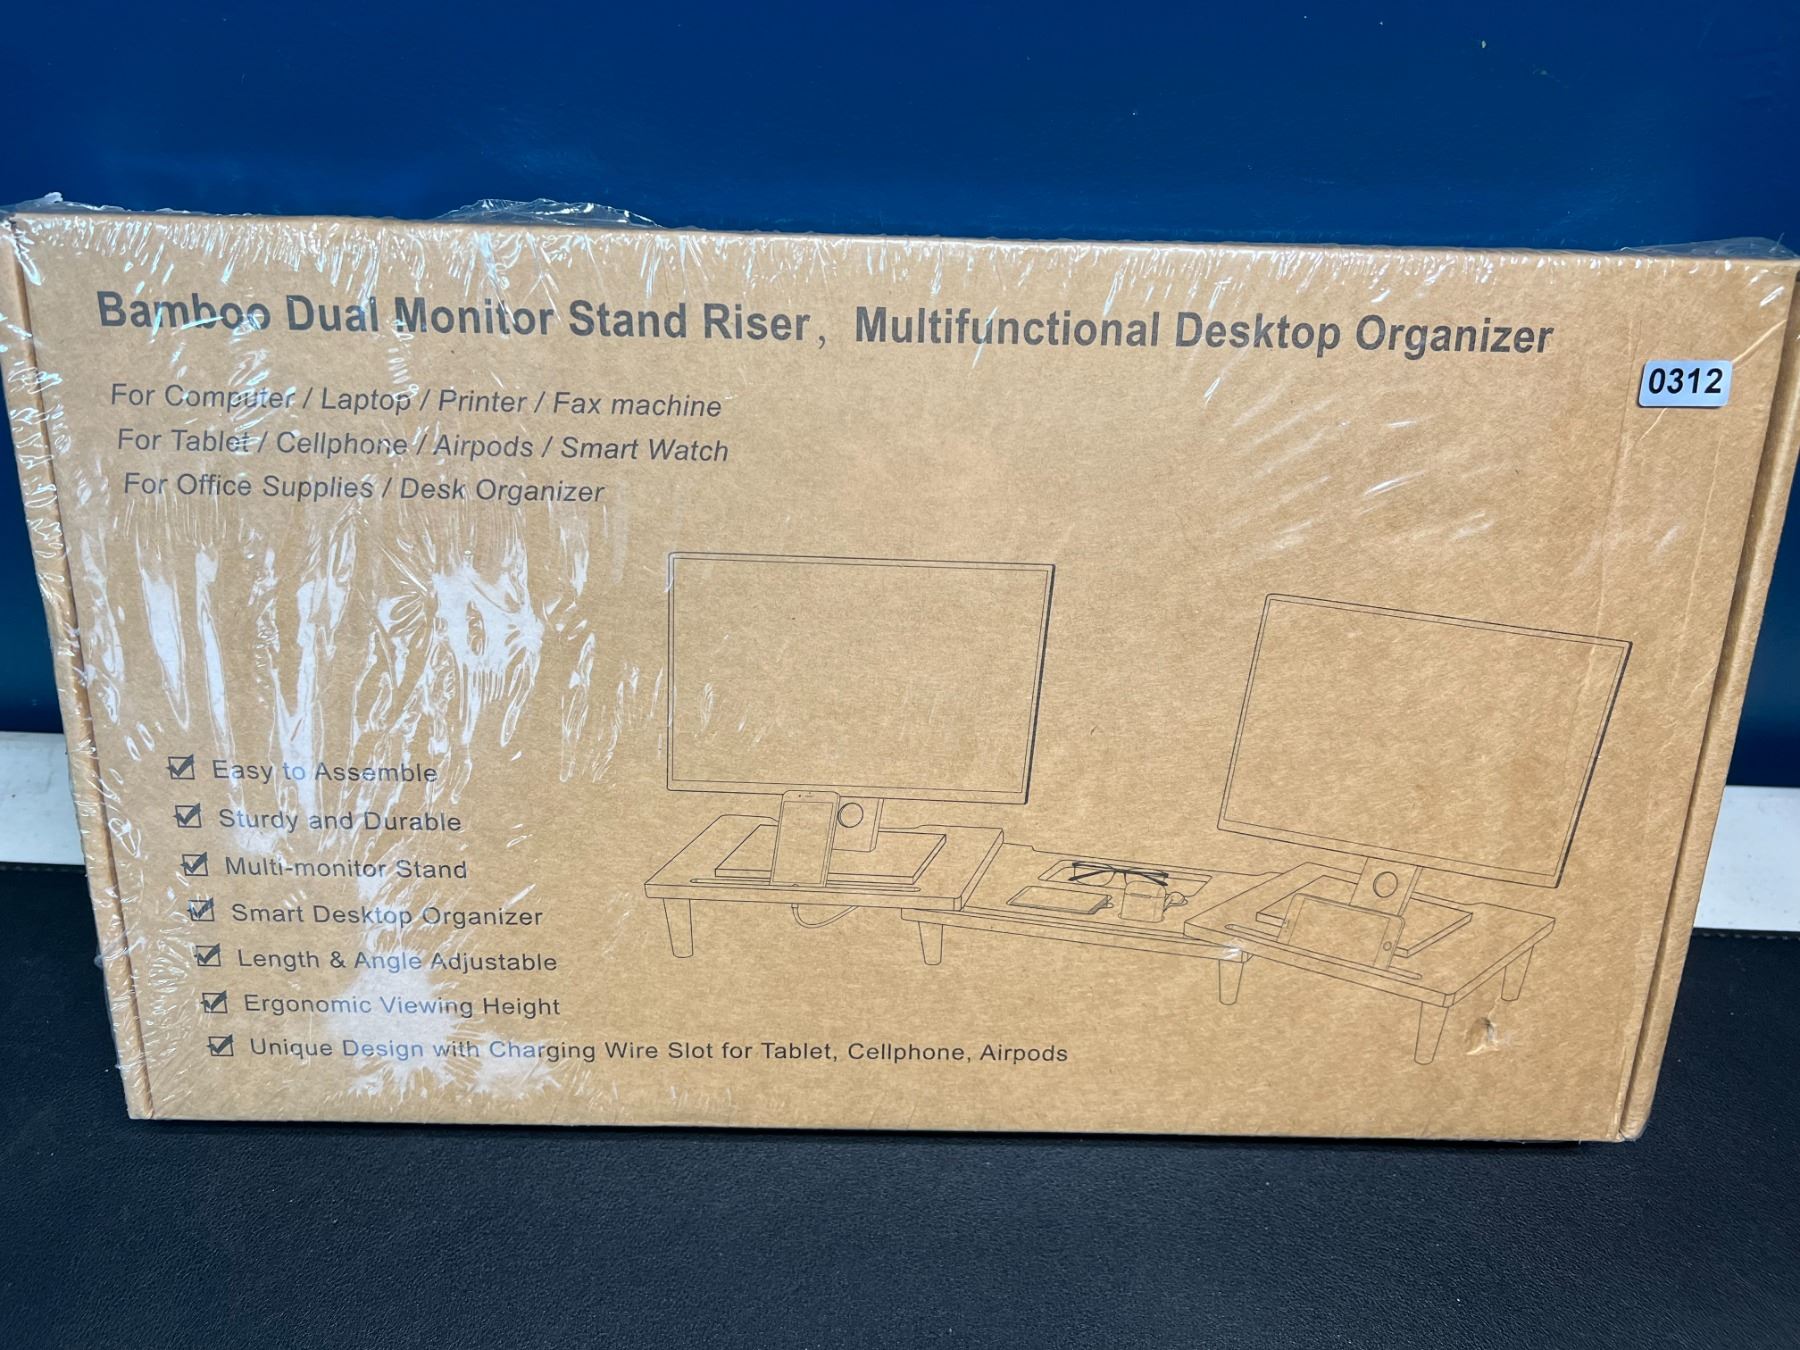 Bamboo Dual Monitor Stand Riser, Multifunctional Desktop Organizer
0312
For Computer / Laptop / Printer / Fax machine
For Tablet / Cellphone / Airpods / Smart Watch
For Office Supplies / Desk Organizer
Easy to Assemble
Sturdy and Durable
Multi-monitor Stand
Smart Desktop Organizer
Length & Angle Adjustable
Ergonomic Viewing Height
Unique Design with Charging Wire Slot for Tablet, Cellphone, Airpods